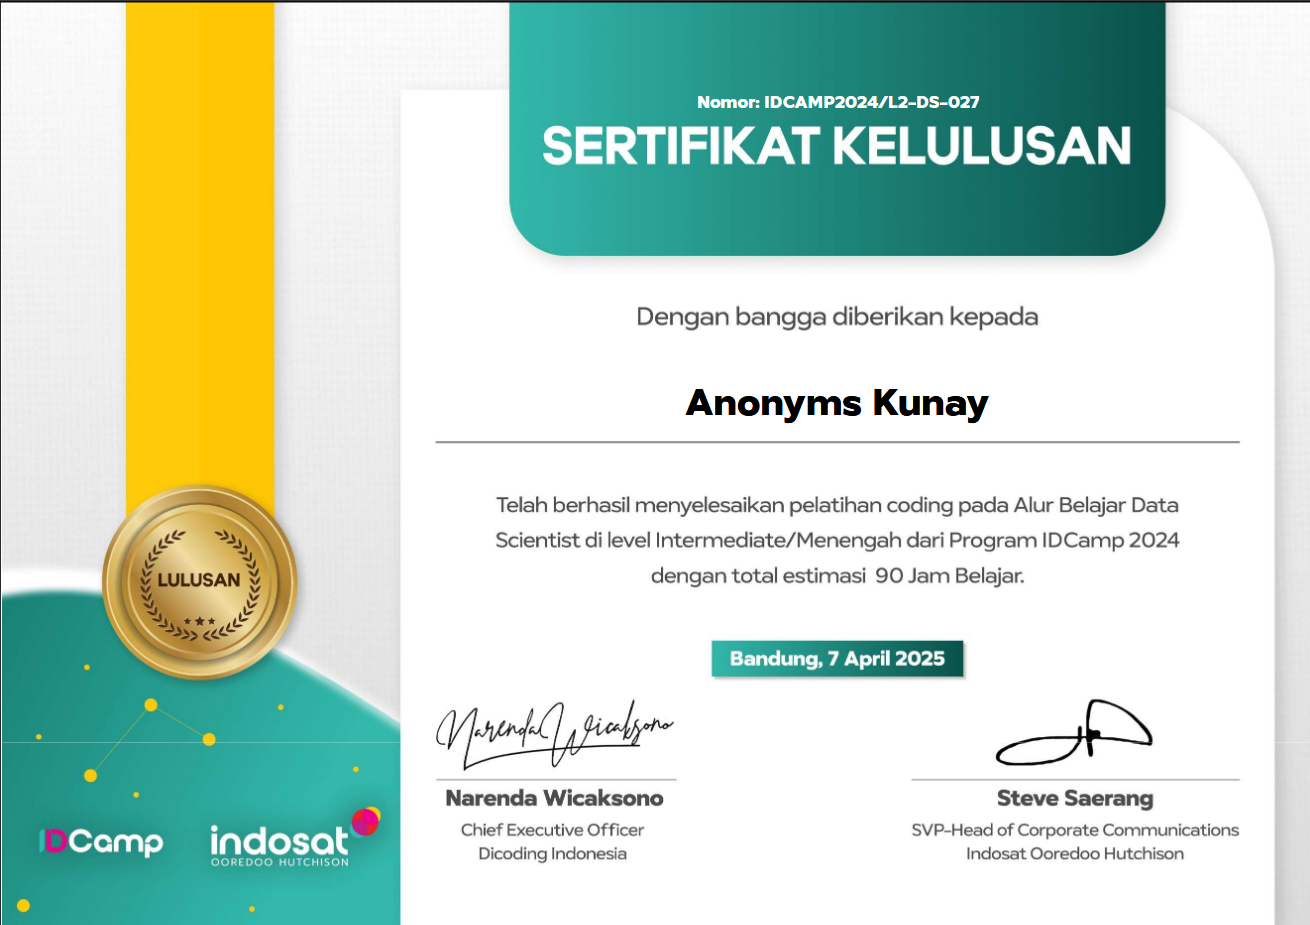 Nomor: IDCAMP2024/L2-DS-027
SERTIFIKAT KELULUSAN
Dengan bangga diberikan kepada
Anonyms Kunay
Telah berhasil menyelesaikan pelatihan coding pada Alur Belajar Data
Scientist di level Intermediate/Menengah dari Program IDCamp 2024
dengan total estimasi 90 Jam Belajar.
LULUSAN
Bandung, 7 April 2025
Narenda Wicaksono
Narenda Wicaksono
Chief Executive Officer
Dicoding Indonesia
Steve Saerang
SVP-Head of Corporate Communications
Indosat Ooredoo Hutchison
IDCamp
indosat
OOREDOO HUTCHISON